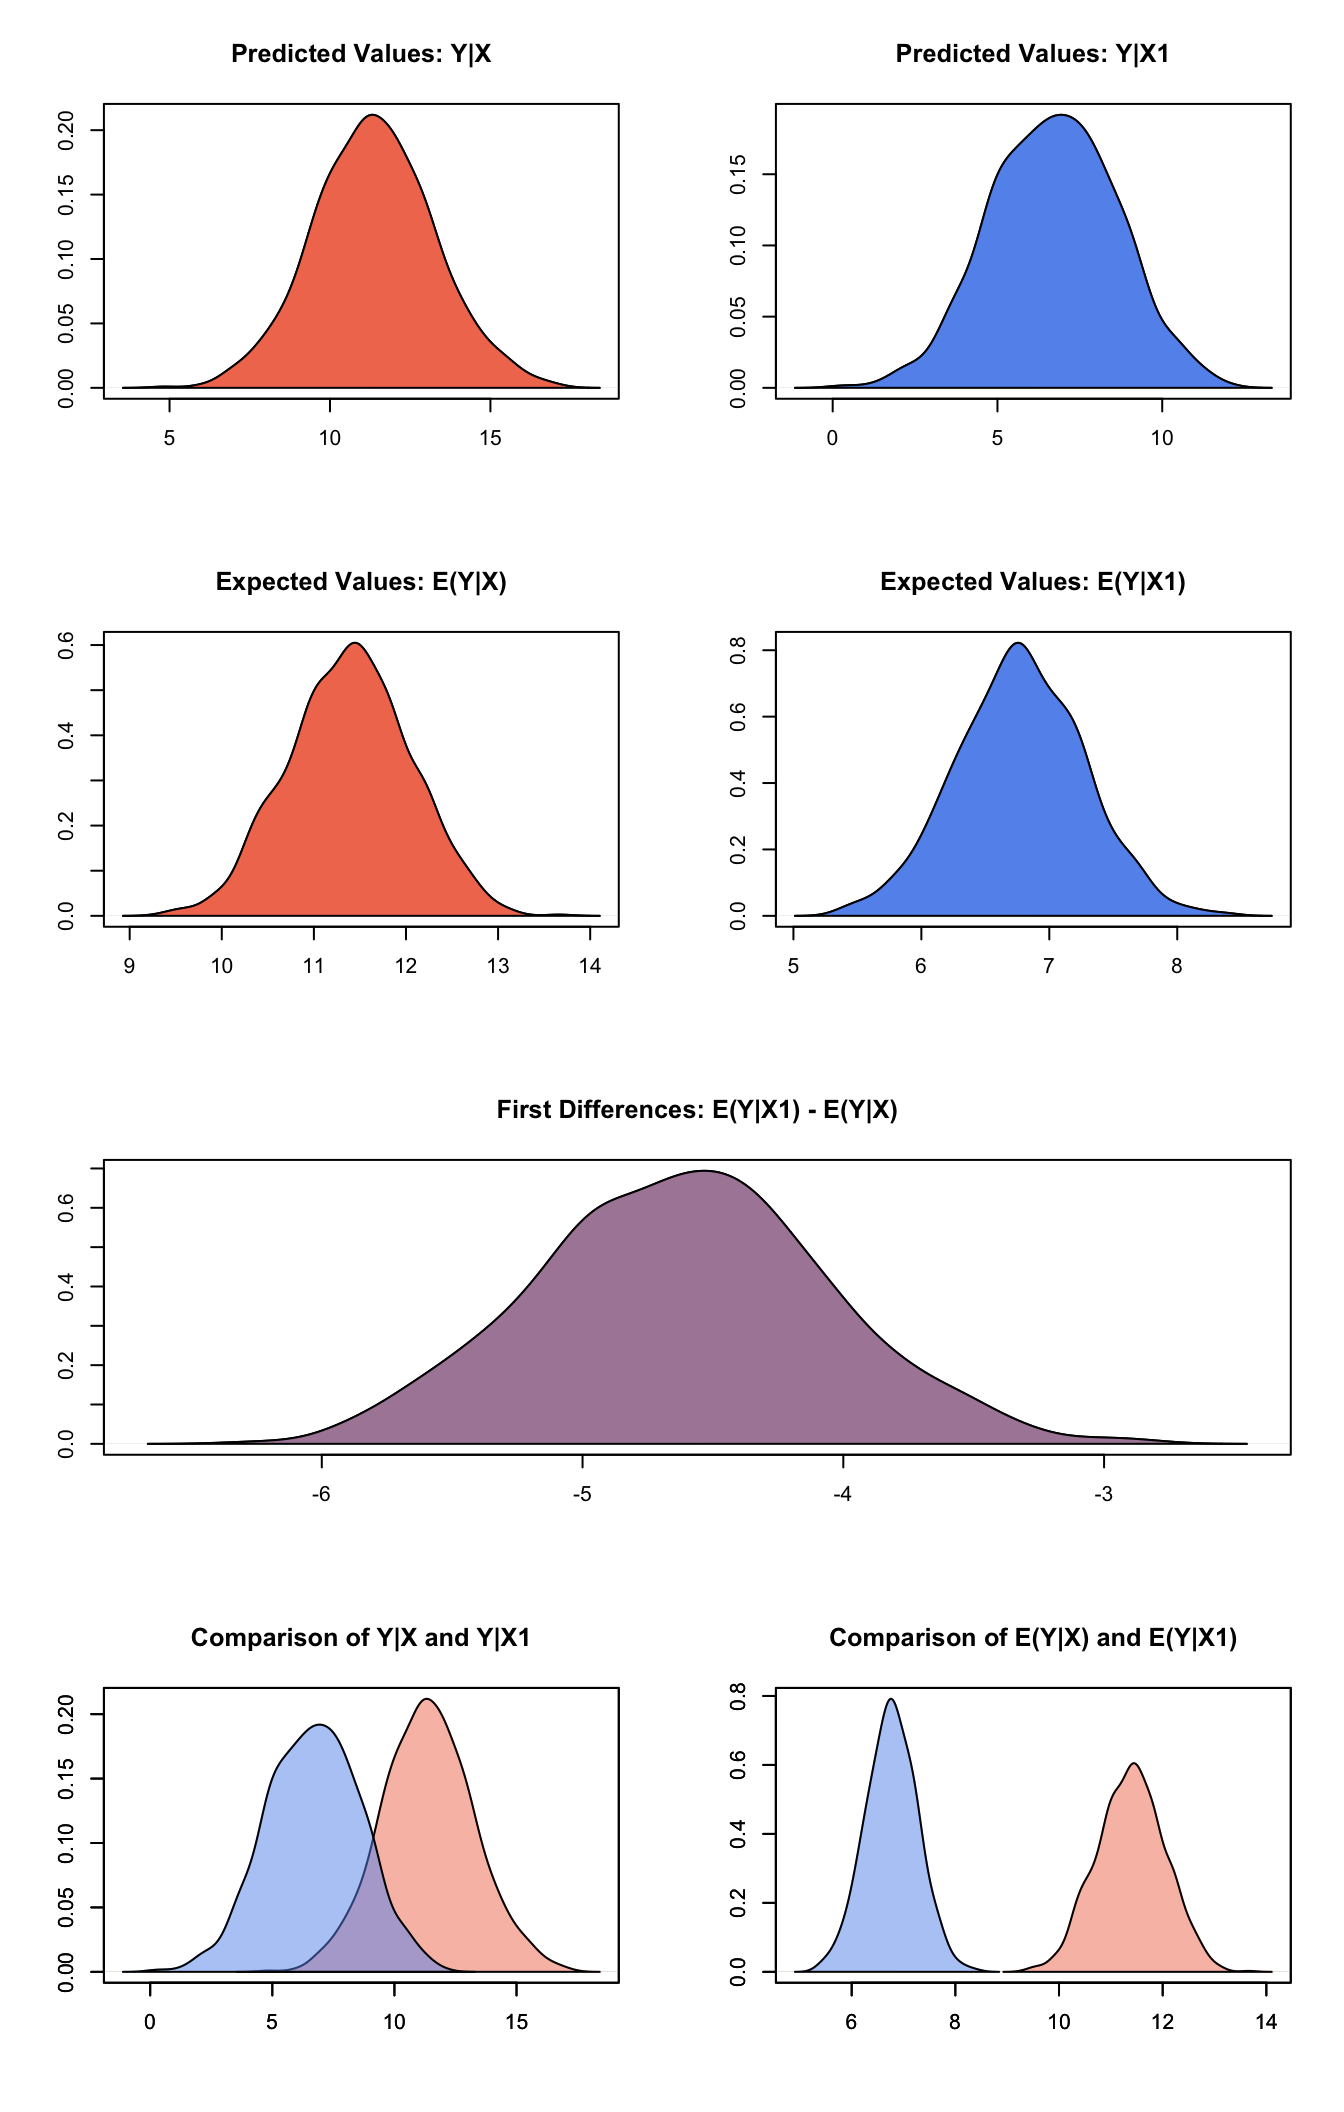 Predicted Values: Y|X
0.00 0.05 0.10 0.15 0.20
5 10 15
Predicted Values: Y|X1
0.00 0.05 0.10 0.15
0 5 10
Expected Values: E(Y|X)
0.0 0.2 0.4 0.6
9 10 11 12 13 14
Expected Values: E(Y|X1)
0.0 0.2 0.4 0.6 0.8
5 6 7 8
First Differences: E(Y|X1) - E(Y|X)
0.0 0.2 0.4 0.6
-6 -5 -4 -3
Comparison of Y|X and Y|X1
0.00 0.05 0.10 0.15 0.20
0 5 10 15
Comparison of E(Y|X) and E(Y|X1)
0.0 0.2 0.4 0.6 0.8
6 8 10 12 14